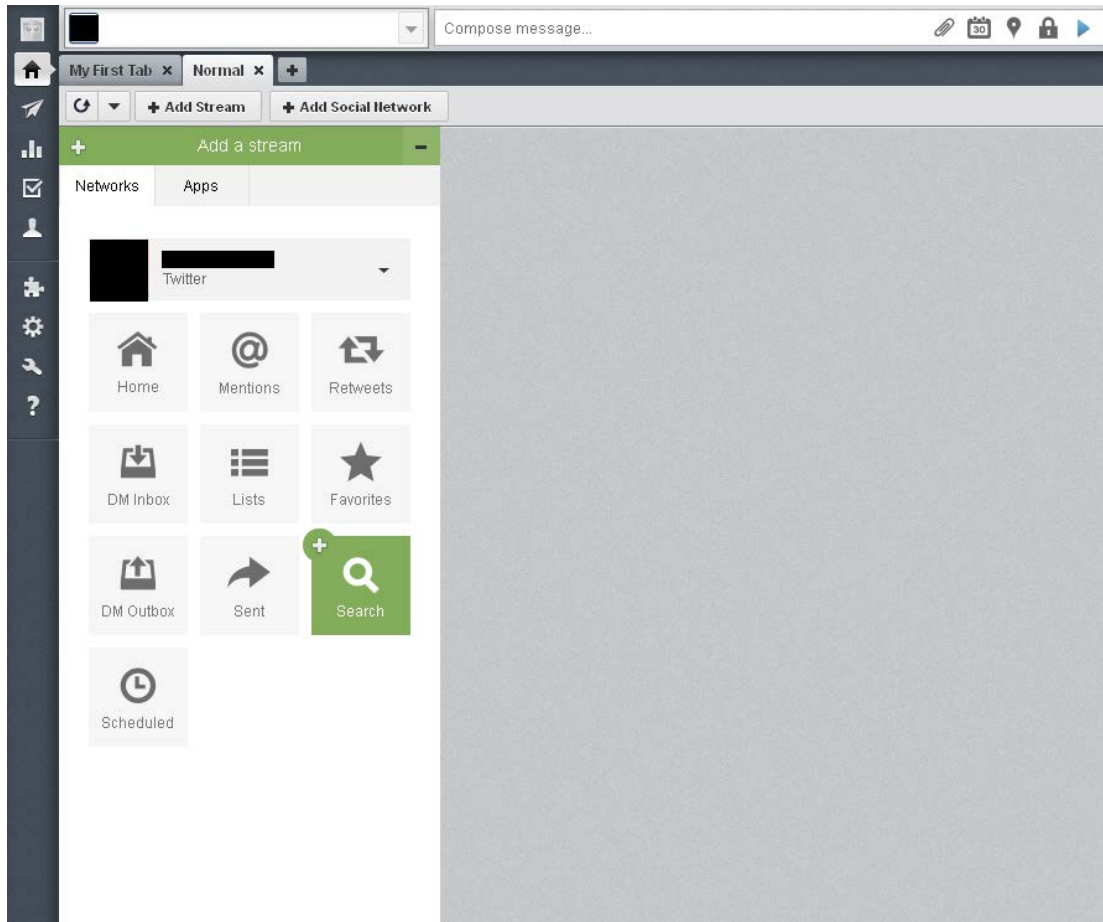 Compose message...
30
My First Tab × Normal ×
Add Stream Add Social Network
Add a stream
Networks Apps
Twitter
Home Mentions Retweets
DM Inbox Lists Favorites
DM Outbox Sent Search
Scheduled
?